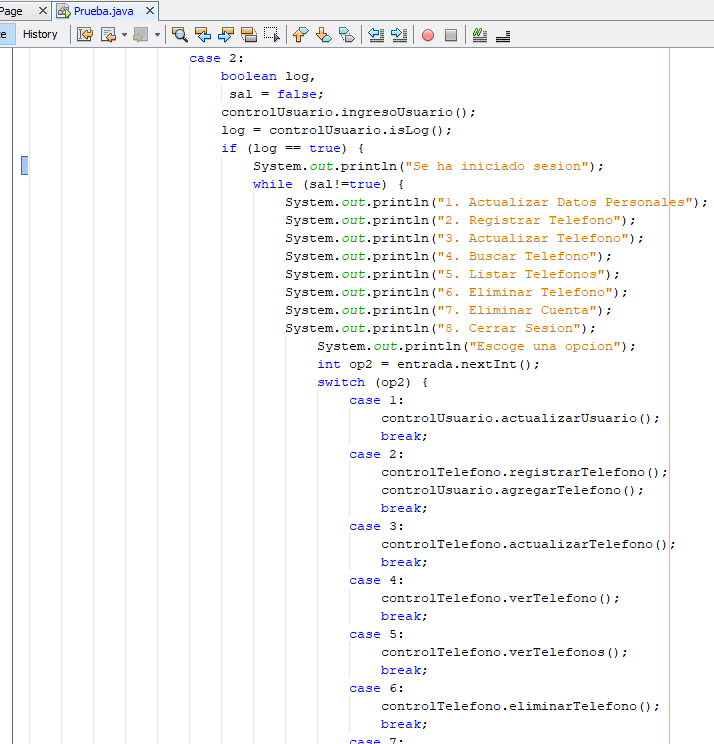 Page Prueba.java
History
case 2:
boolean log,
sal = false;
controlUsuario.ingresoUsuario();
log = controlUsuario.isLog();
if (log == true) {
System.out.println("Se ha iniciado sesion");
while (sal!=true) {
System.out.println("1. Actualizar Datos Personales");
System.out.println("2. Registrar Telefono");
System.out.println("3. Actualizar Telefono");
System.out.println("4. Buscar Telefono");
System.out.println("5. Listar Telefonos");
System.out.println("6. Eliminar Telefono");
System.out.println("7. Eliminar Cuenta");
System.out.println("8. Cerrar Sesion");
System.out.println("Escoge una opcion");
int op2 = entrada.nextInt();
switch (op2) {
case 1:
controlUsuario.actualizarUsuario();
break;
case 2:
controlTelefono.registrarTelefono();
controlUsuario.agregarTelefono();
break;
case 3:
controlTelefono.actualizarTelefono();
break;
case 4:
controlTelefono.verTelefono();
break;
case 5:
controlTelefono.verTelefonos();
break;
case 6:
controlTelefono.eliminarTelefono();
break;
case 7: